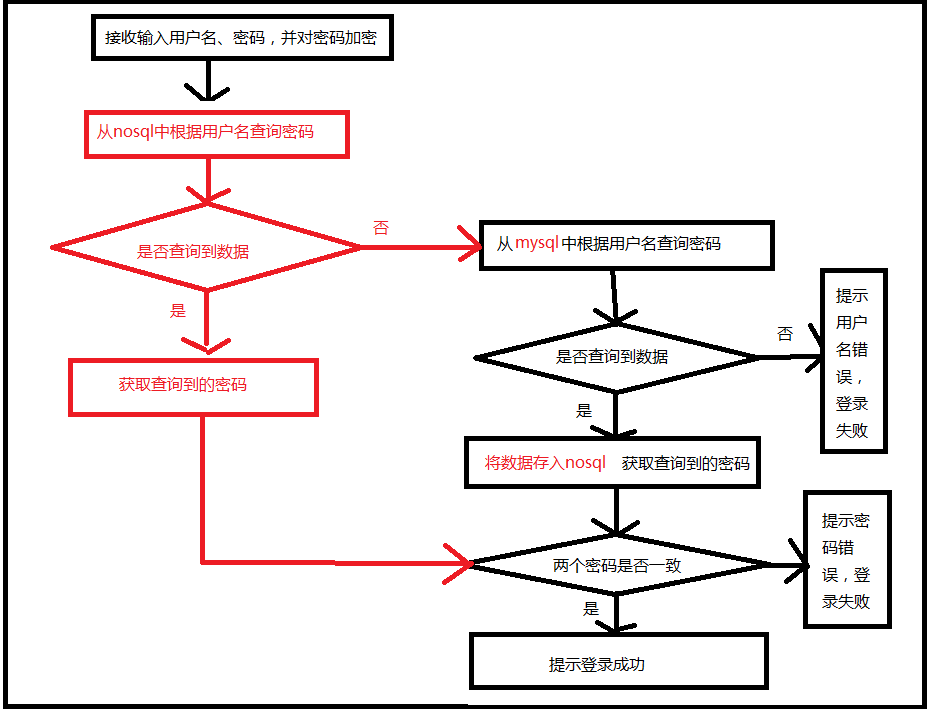 接收输入用户名、密码，并对密码加密
从nosql中根据用户名查询密码
是否查询到数据
否
是
获取查询到的密码
从 mysql 中根据用户名查询密码
是否查询到数据
否
提示
用户
名错
误，
登录
失败
是
将数据存入nosql 获取查询到的密码
两个密码是否一致
提示密
码错
误，登
录失败
是
提示登录成功